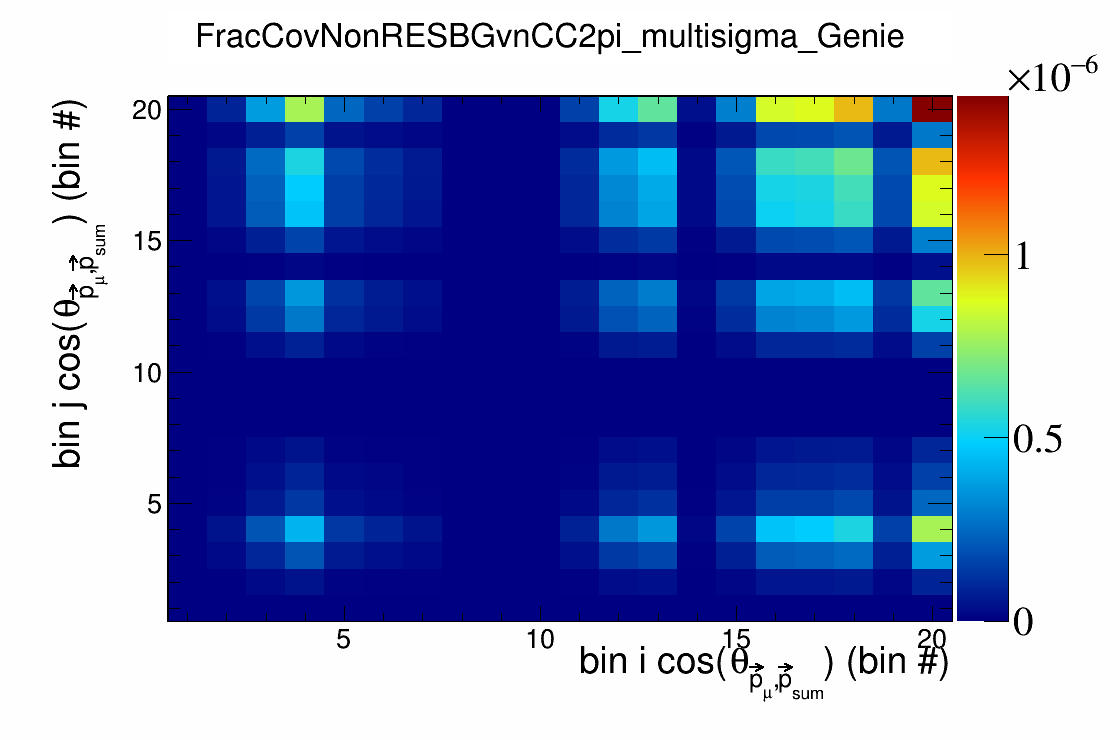 FracCovNonRESBGvnCC2pi_multisigma_Genie
×10⁻⁶
bin j cos(θ_{p⃗_μ,p⃗_sum}) (bin #)
20
15
10
5
1
0.5
0
5 10 15 20
bin i cos(θ_{p⃗_μ,p⃗_sum}) (bin #)